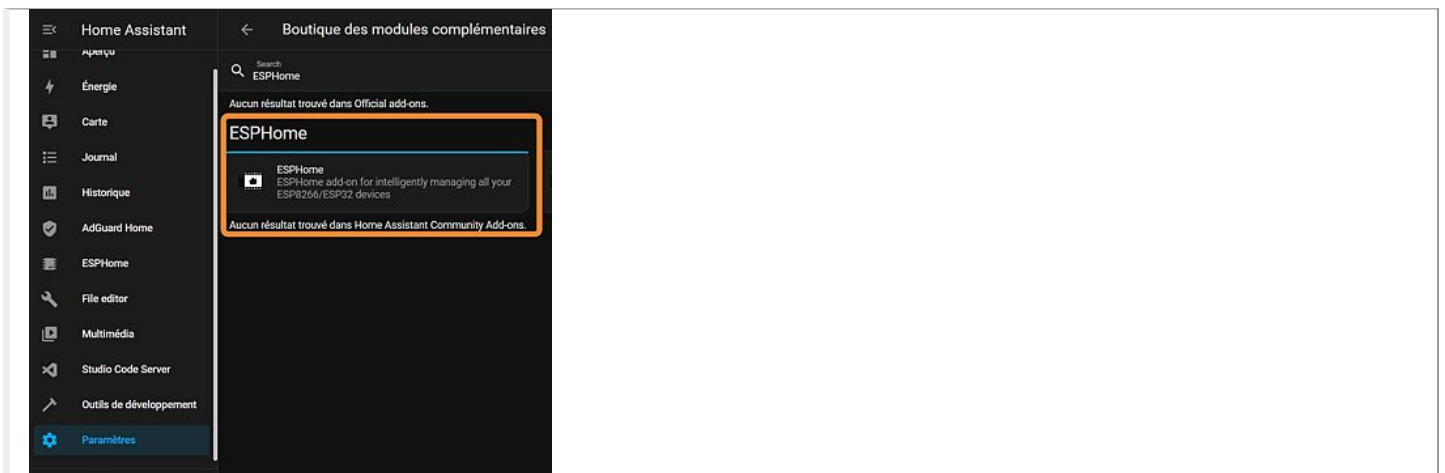 Home Assistant
Aperçu
Énergie
Carte
Journal
Historique
AdGuard Home
ESPHome
File editor
Multimédia
Studio Code Server
Outils de développement
Paramètres
Boutique des modules complémentaires
Search
ESPHome
Aucun résultat trouvé dans Official add-ons.
ESPHome
ESPHome
ESPHome add-on for intelligently managing all your
ESP8266/ESP32 devices
Aucun résultat trouvé dans Home Assistant Community Add-ons.